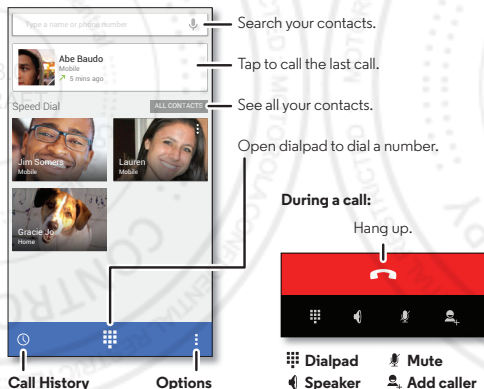 Type a name or phone number
Search your contacts.
Abe Baudo
Mobile
5 mins ago
Tap to call the last call.
Speed Dial
ALL CONTACTS
See all your contacts.
Open dialpad to dial a number.
Jim Somers
Mobile
Lauren
Mobile
Gracie Jo
Home
During a call:
Hang up.
Dialpad
Mute
Speaker
Add caller
Call History
Options